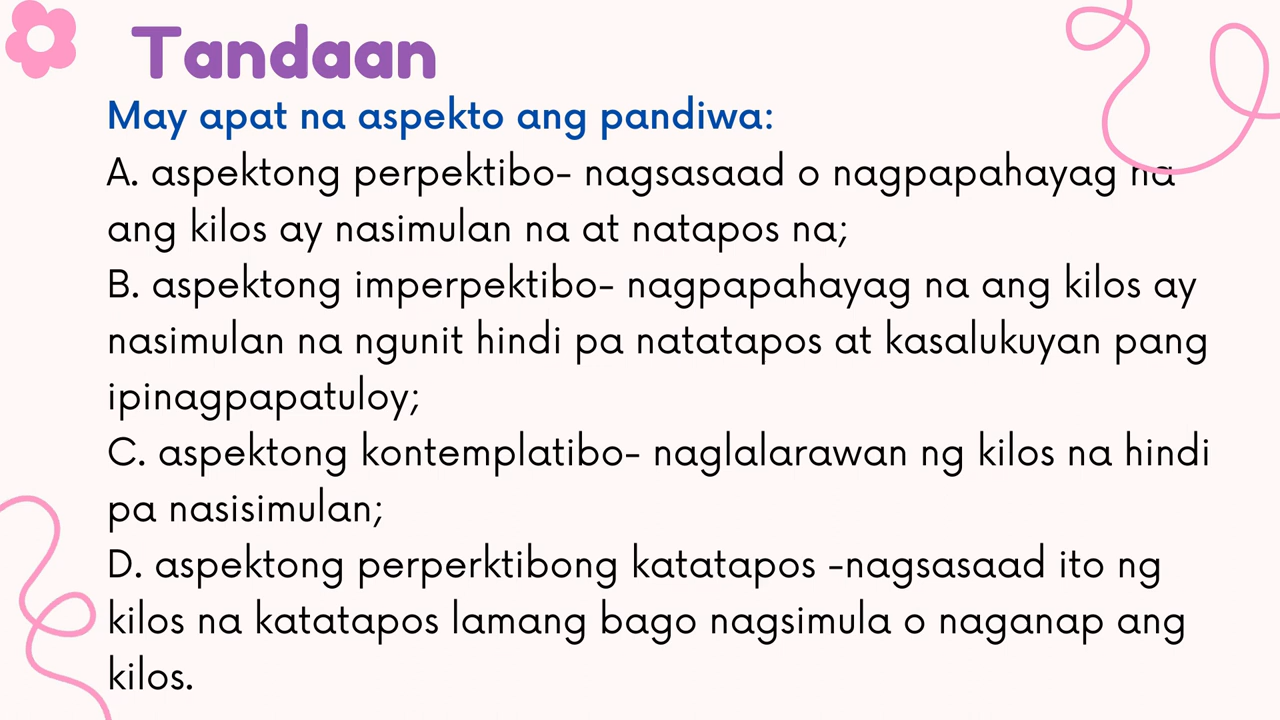 Tandaan
May apat na aspekto ang pandiwa:
A. aspektong perpektibo- nagsasaad o nagpapahayag na
ang kilos ay nasimulan na at natapos na;
B. aspektong imperpektibo- nagpapahayag na ang kilos ay
nasimulan na ngunit hindi pa natatapos at kasalukuyan pang
ipinagpapatuloy;
C. aspektong kontemplatibo- naglalarawan ng kilos na hindi
pa nasisimulan;
D. aspektong perperktibong katatapos -nagsasaad ito ng
kilos na katatapos lamang bago nagsimula o naganap ang
kilos.